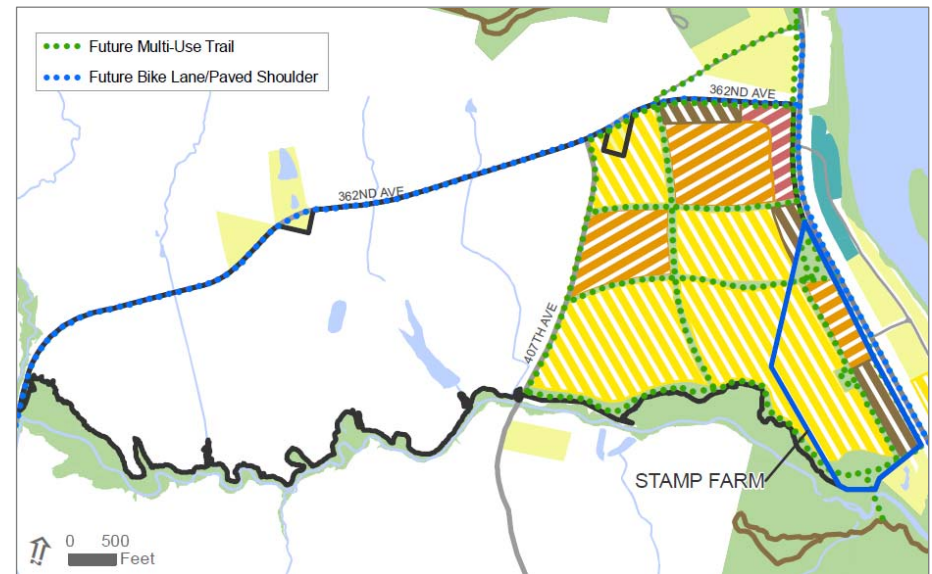 Future Multi-Use Trail
Future Bike Lane/Paved Shoulder
362ND AVE
362ND AVE
407TH AVE
STAMP FARM
0 500
Feet